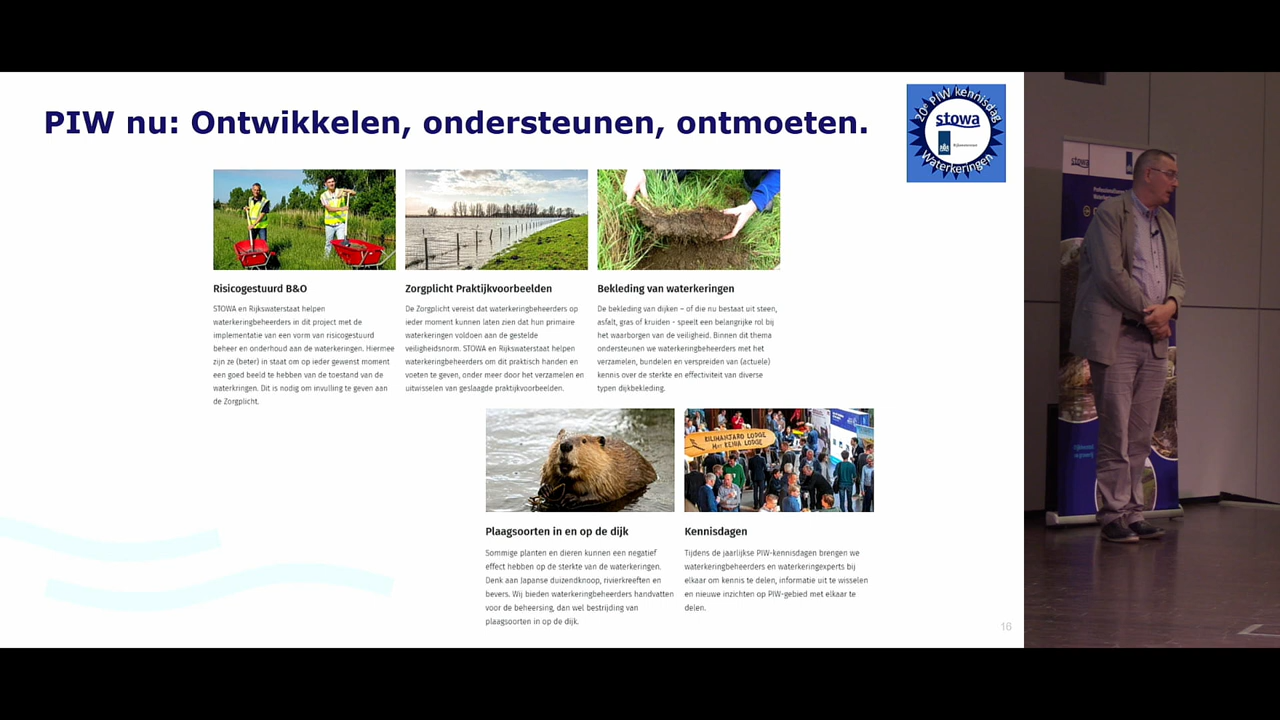 PIW nu: Ontwikkelen, ondersteunen, ontmoeten.
20e PIW kennisdag
stowa
Rijkswaterstaat
Waterkeringen
Risicogestuurd B&O
STOWA en Rijkswaterstaat helpen
waterkeringbeheerders in dit project met de
implementatie van een vorm van risicogestuurd
beheer en onderhoud aan de waterkeringen. Hiermee
zijn ze (beter) in staat om op ieder gewenst moment
een goed beeld te hebben van de toestand van de
waterkringen. Dit is nodig om invulling te geven aan
de Zorgplicht.
Zorgplicht Praktijkvoorbeelden
De Zorgplicht vereist dat waterkeringbeheerders op
ieder moment kunnen laten zien dat hun primaire
waterkeringen voldoen aan de gestelde
veiligheidsnorm. STOWA en Rijkswaterstaat helpen
waterkeringbeheerders om dit praktisch handen en
voeten te geven, onder meer door het verzamelen en
uitwisselen van geslaagde praktijkvoorbeelden.
Bekleding van waterkeringen
De bekleding van dijken – of die nu bestaat uit steen,
asfalt, gras of kruiden - speelt een belangrijke rol bij
het waarborgen van de veiligheid. Binnen dit thema
ondersteunen we waterkeringbeheerders met het
verzamelen, bundelen en verspreiden van (actuele)
kennis over de sterkte en effectiviteit van diverse
typen dijkbekleding.
KILIMANJARO LODGE
MET KENIA LODGE
Plaagsoorten in en op de dijk
Sommige planten en dieren kunnen een negatief
effect hebben op de sterkte van de waterkeringen.
Denk aan Japanse duizendknoop, rivierkreeften en
bevers. Wij bieden waterkeringbeheerders handvatten
voor de beheersing, dan wel bestrijding van
plaagsoorten in op de dijk.
Kennisdagen
Tijdens de jaarlijkse PIW-kennisdagen brengen we
waterkeringbeheerders en waterkeringexperts bij
elkaar om kennis te delen, informatie uit te wisselen
en nieuwe inzichten op PIW-gebied met elkaar te
delen.
16
stowa